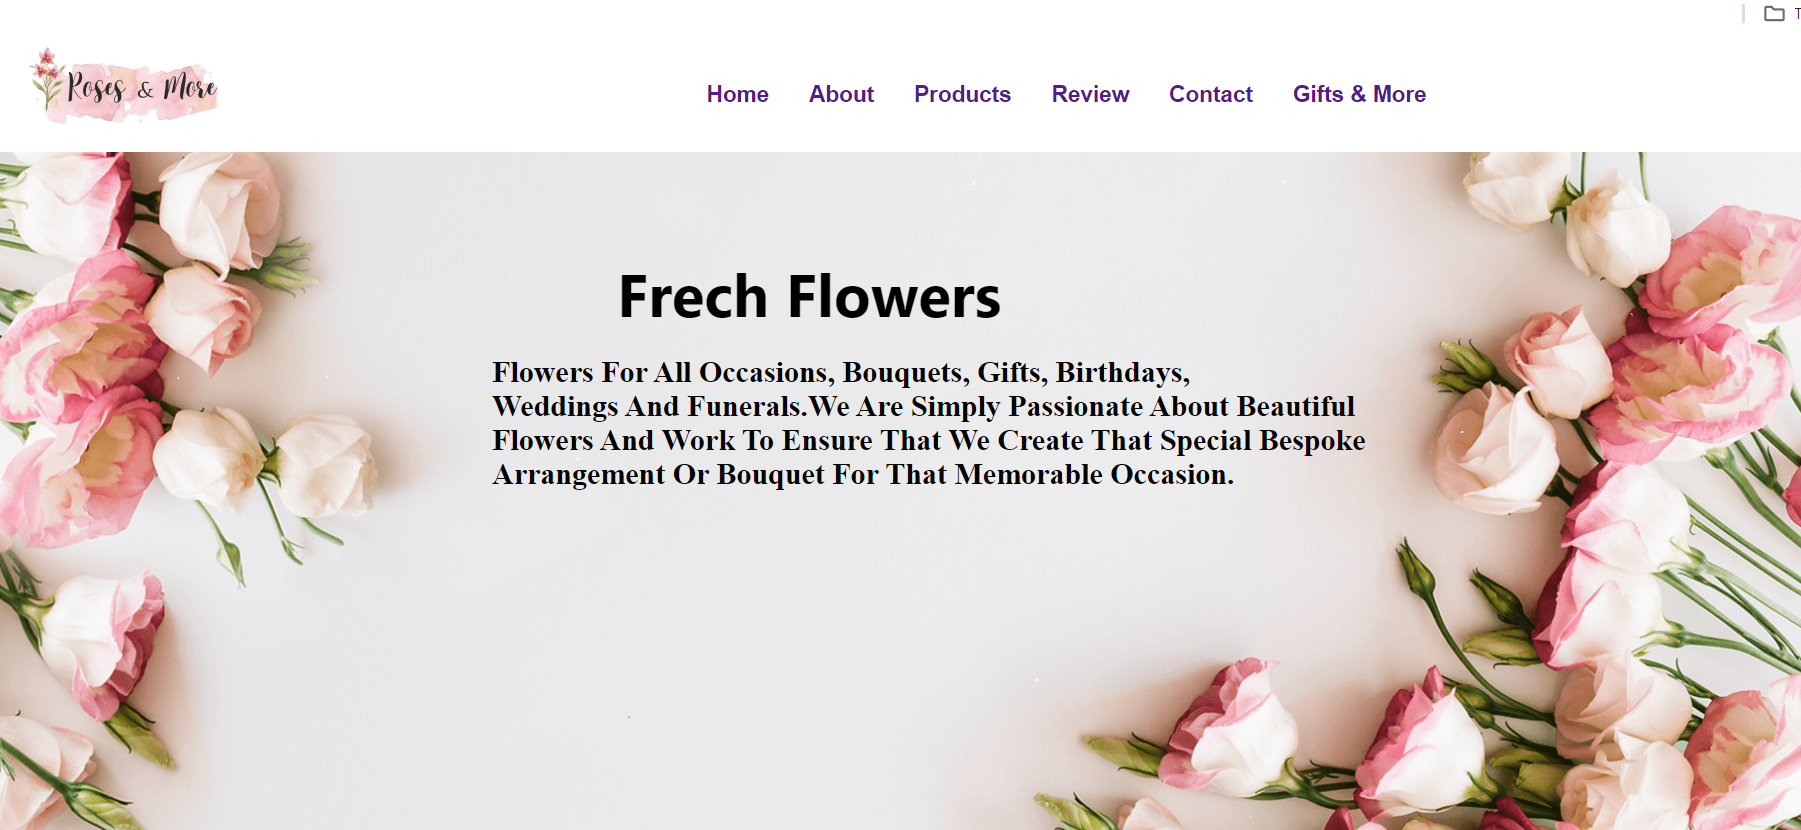 Roses & More
Home About Products Review Contact Gifts & More
Frech Flowers
Flowers For All Occasions, Bouquets, Gifts, Birthdays,
Weddings And Funerals.We Are Simply Passionate About Beautiful
Flowers And Work To Ensure That We Create That Special Bespoke
Arrangement Or Bouquet For That Memorable Occasion.